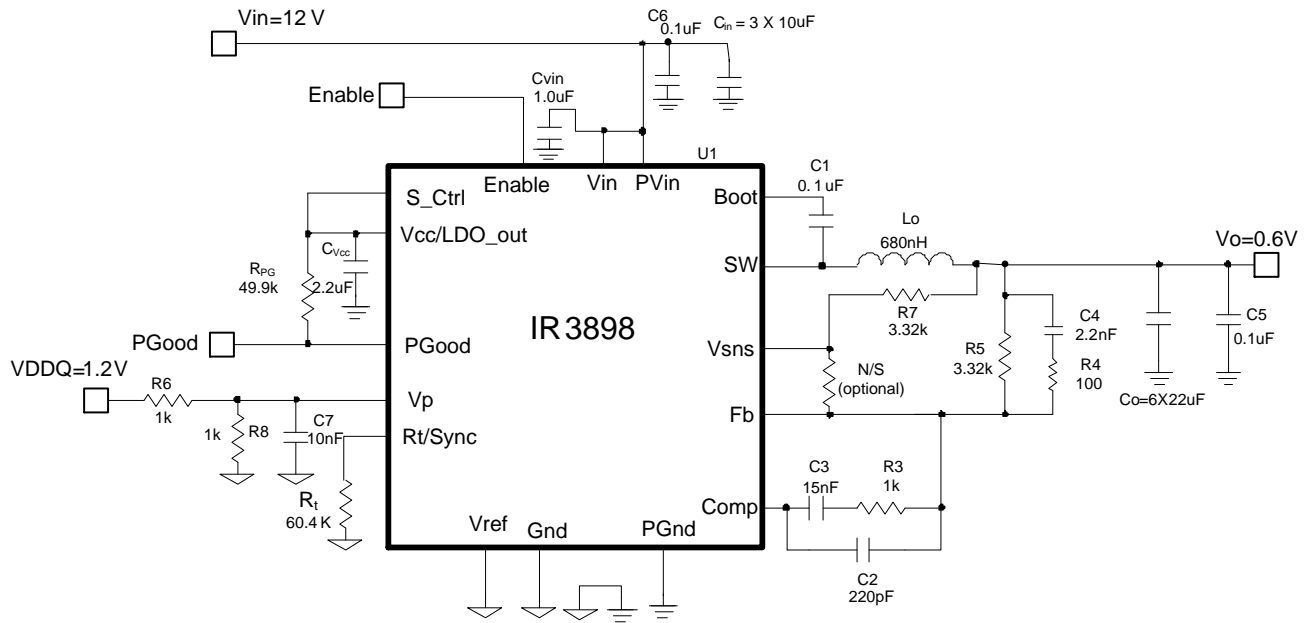 Vin=12 V
C6
0.1uF
Cin = 3 X 10uF
Enable
Cvin
1.0uF
U1
Enable
Vin
PVin
S_Ctrl
Boot
C1
0.1uF
Vcc/LDO_out
CVcc
2.2uF
RPG
49.9k
SW
Lo
680nH
Vo=0.6V
R7
3.32k
IR3898
PGood
PGood
Vsns
N/S
(optional)
R5
3.32k
C4
2.2nF
R4
100
C5
0.1uF
Co=6X22uF
VDDQ=1.2V
R6
1k
Vp
Fb
1k
R8
C7
10nF
Rt/Sync
Rt
60.4 K
C3
15nF
R3
1k
Comp
Vref
Gnd
PGnd
C2
220pF